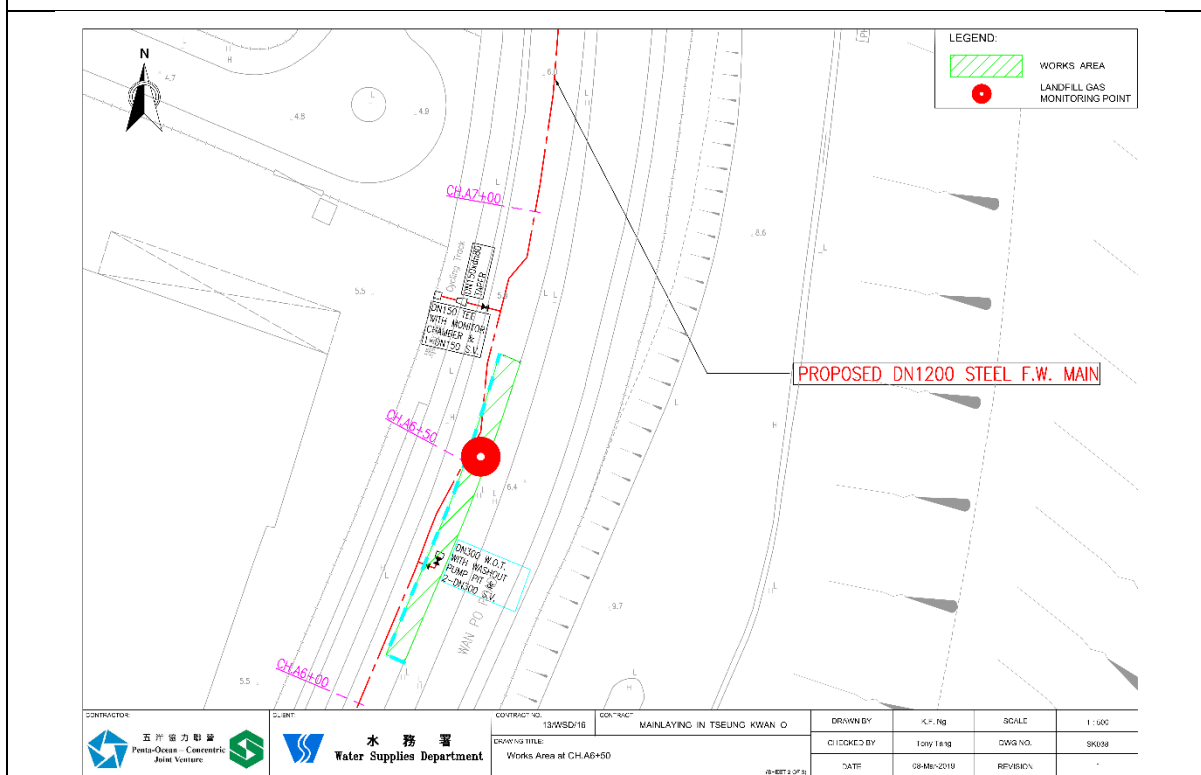 LEGEND:
WORKS AREA
LANDFILL GAS
MONITORING POINT
N
4.7
4.8
4.9
CH.A7+00
Cycling Track
TAPER
5.5
DN150 TEE
WITH MONITOR
CHAMBER &
1-DN150 S.V.
PROPOSED DN1200 STEEL F.W. MAIN
8.6
CH.A6+50
6.4
DN300 W.O.T.
WITH WASHOUT
PUMP PIT &
2-DN300 S.V.
9.7
WAN PO
CH.A6+00
5.5
CONTRACTOR:
五洋協力聯營
Penta-Ocean – Concentric
Joint Venture
CLIENT:
水務署
Water Supplies Department
CONTRACT NO.
13/WSD/16
CONTRACT
MAINLAYING IN TSEUNG KWAN O
DRAWING TITLE:
Works Area at CH.A6+50
DRAWN BY
K.F. Ng
SCALE
1 : 500
CHECKED BY
Tony Tang
DWG NO.
SK038
DATE
08-Mar-2019
REVISION
-